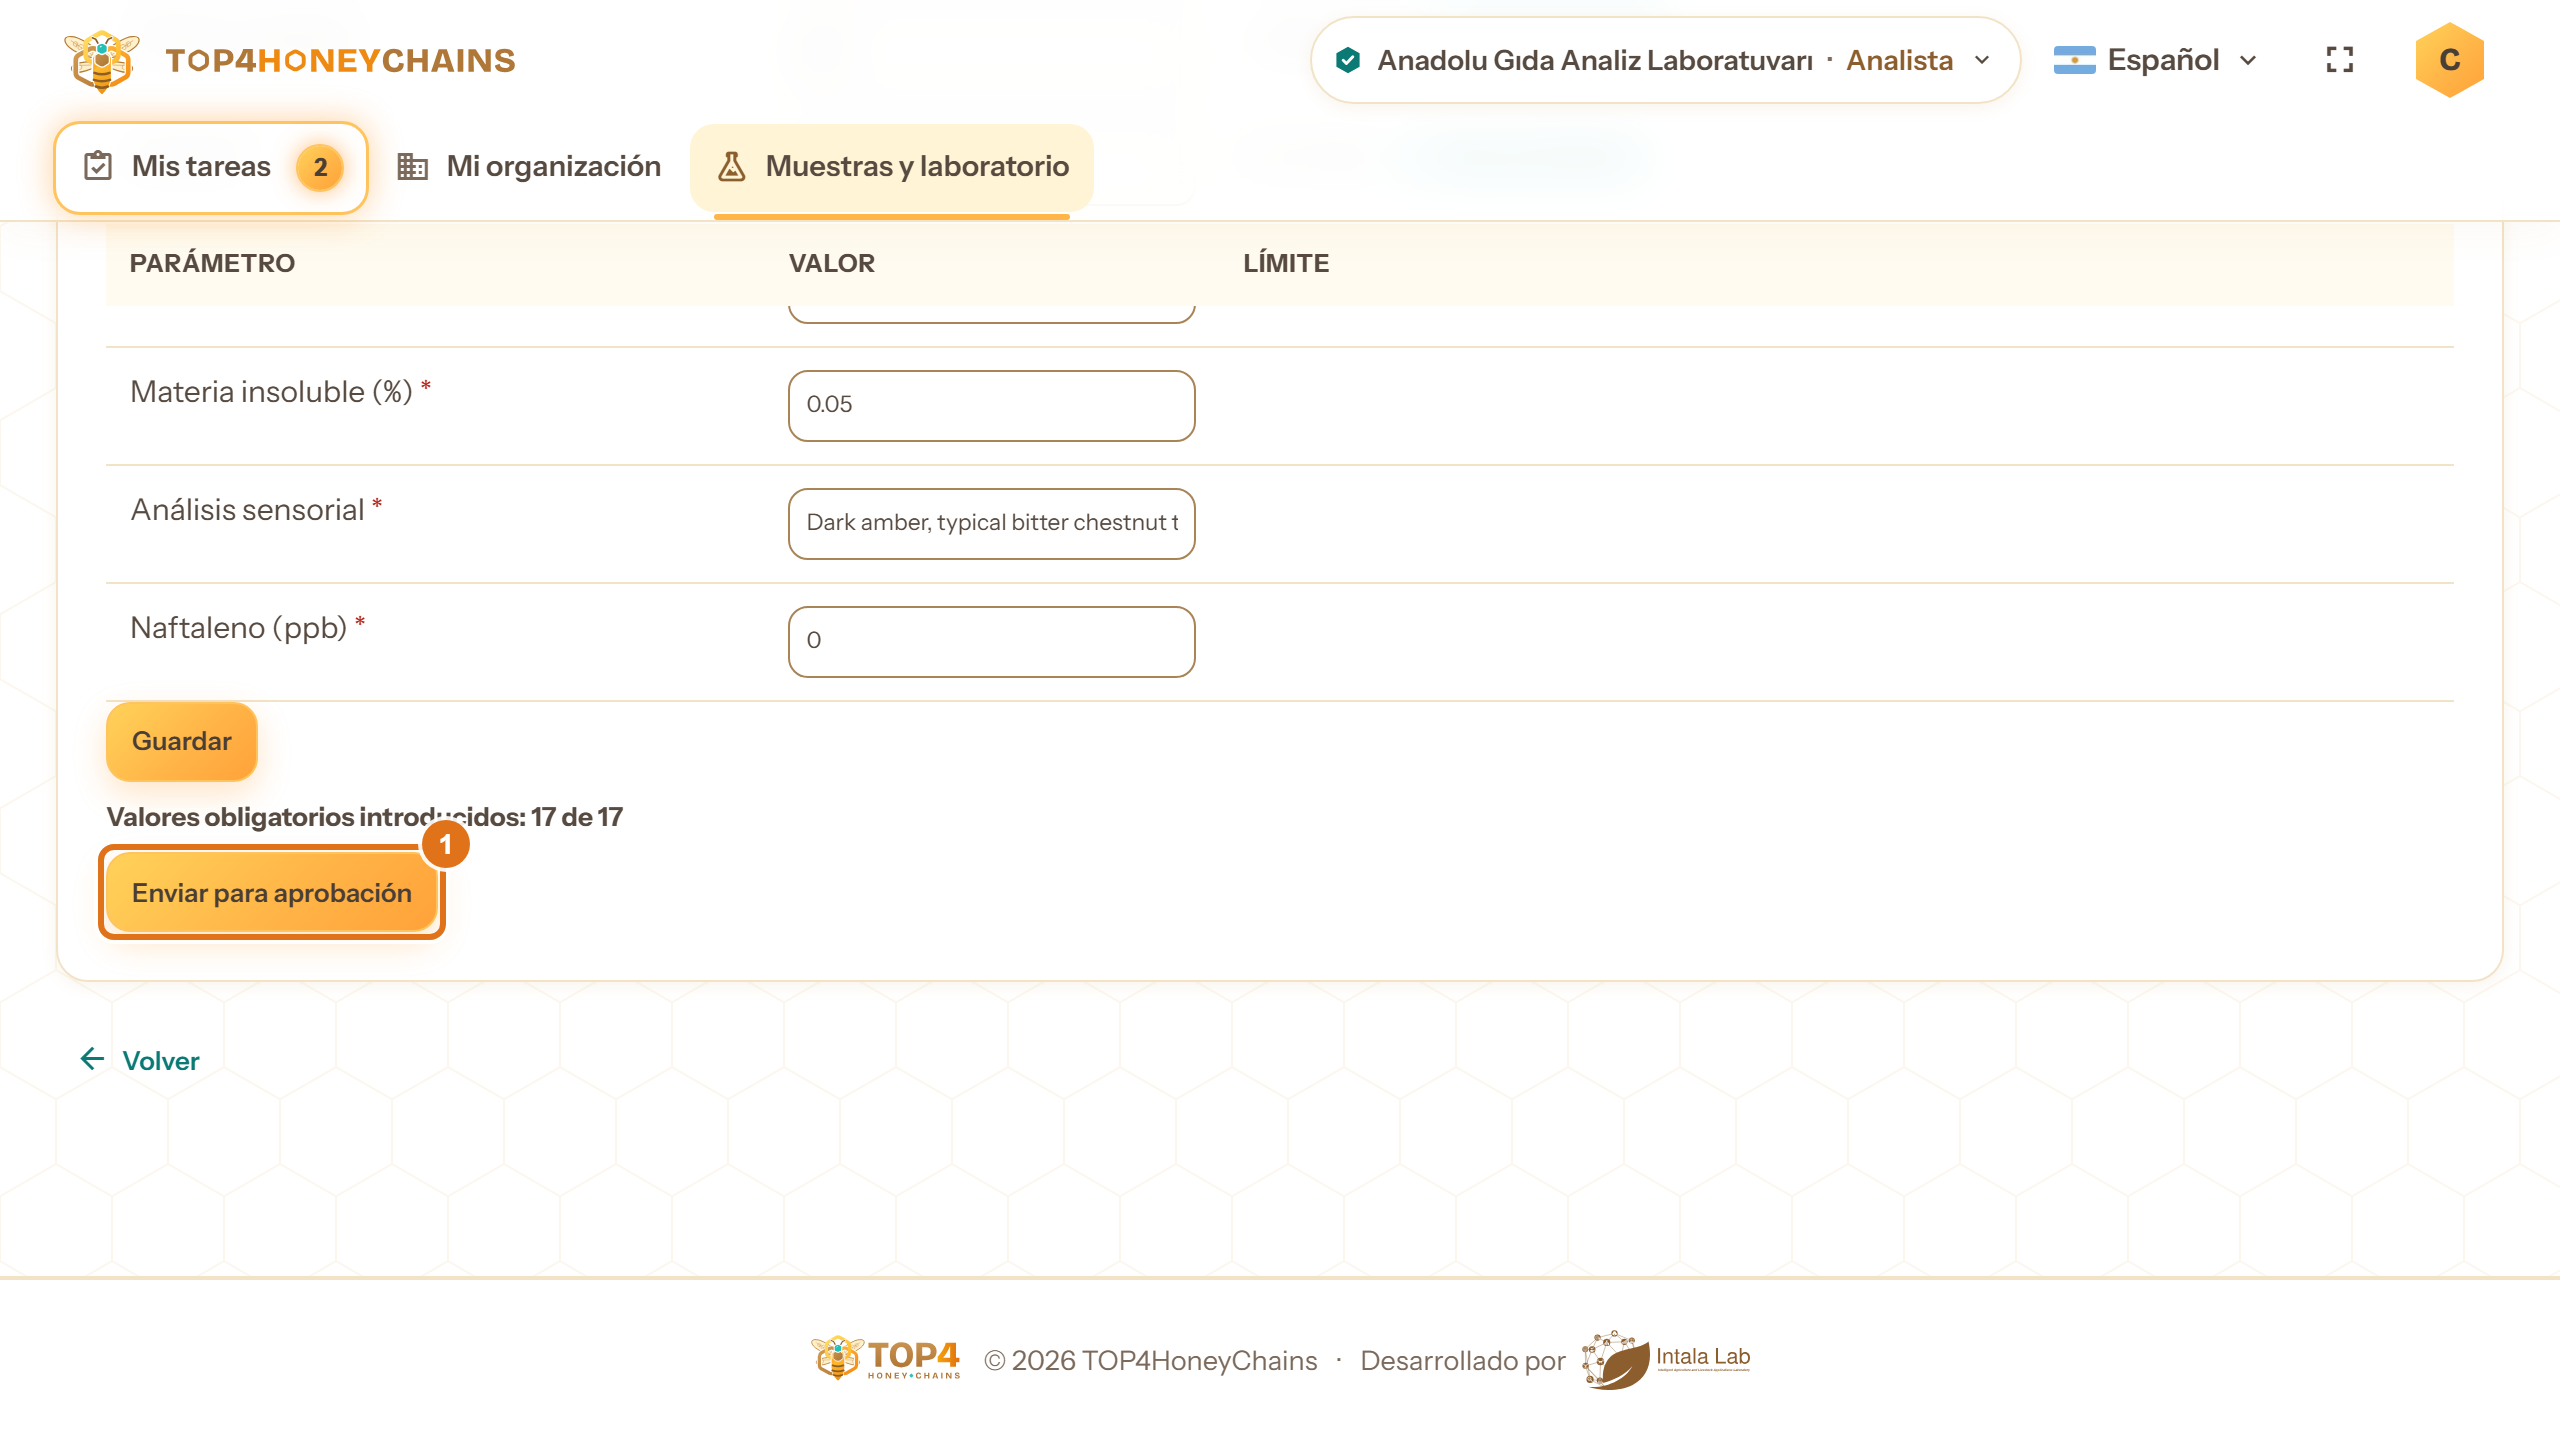 TOP4HONEYCHAINS
Anadolu Gıda Analiz Laboratuvarı · Analista
Español
C
Mis tareas 2
Mi organización
Muestras y laboratorio
PARÁMETRO VALOR LÍMITE
Materia insoluble (%) * 0.05
Análisis sensorial * Dark amber, typical bitter chestnut t
Naftaleno (ppb) * 0
Guardar
Valores obligatorios introducidos: 17 de 17
1
Enviar para aprobación
Volver
TOP4
HONEY CHAINS
© 2026 TOP4HoneyChains · Desarrollado por
Intala Lab